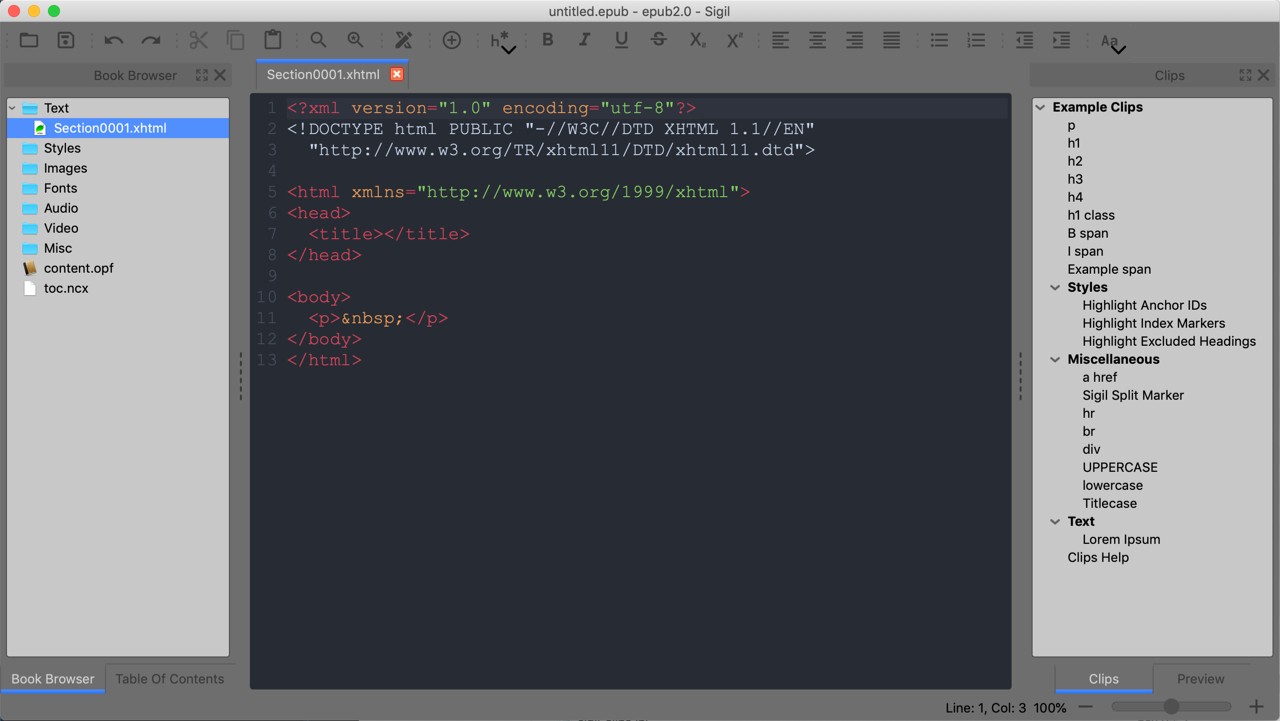 untitled.epub - epub2.0 - Sigil
h* B I U S X₂ X² Aa
Book Browser
Text
Section0001.xhtml
Styles
Images
Fonts
Audio
Video
Misc
content.opf
toc.ncx
Book Browser Table Of Contents
Section0001.xhtml
1 <?xml version="1.0" encoding="utf-8"?>
2 <!DOCTYPE html PUBLIC "-//W3C//DTD XHTML 1.1//EN"
3   "http://www.w3.org/TR/xhtml11/DTD/xhtml11.dtd">
4
5 <html xmlns="http://www.w3.org/1999/xhtml">
6 <head>
7   <title></title>
8 </head>
9
10 <body>
11   <p>&nbsp;</p>
12 </body>
13 </html>
Clips
Example Clips
p
h1
h2
h3
h4
h1 class
B span
I span
Example span
Styles
Highlight Anchor IDs
Highlight Index Markers
Highlight Excluded Headings
Miscellaneous
a href
Sigil Split Marker
hr
br
div
UPPERCASE
lowercase
Titlecase
Text
Lorem Ipsum
Clips Help
Clips Preview
Line: 1, Col: 3 100%